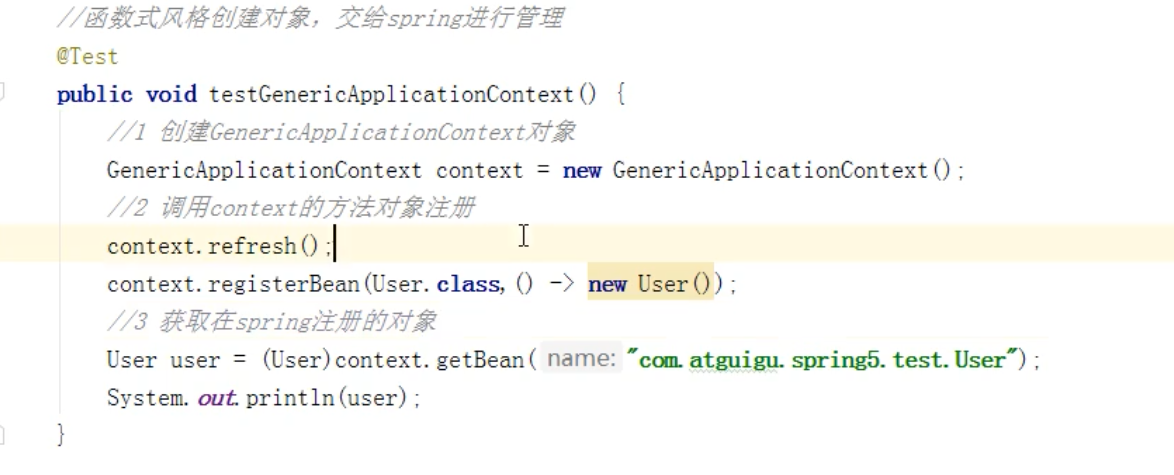 //函数式风格创建对象，交给spring进行管理
@Test
public void testGenericApplicationContext() {
//1 创建GenericApplicationContext对象
GenericApplicationContext context = new GenericApplicationContext();
//2 调用context的方法对象注册
context.refresh();
context.registerBean(User.class,() -> new User());
//3 获取在spring注册的对象
User user = (User)context.getBean( name: "com.atguigu.spring5.test.User");
System.out.println(user);
}